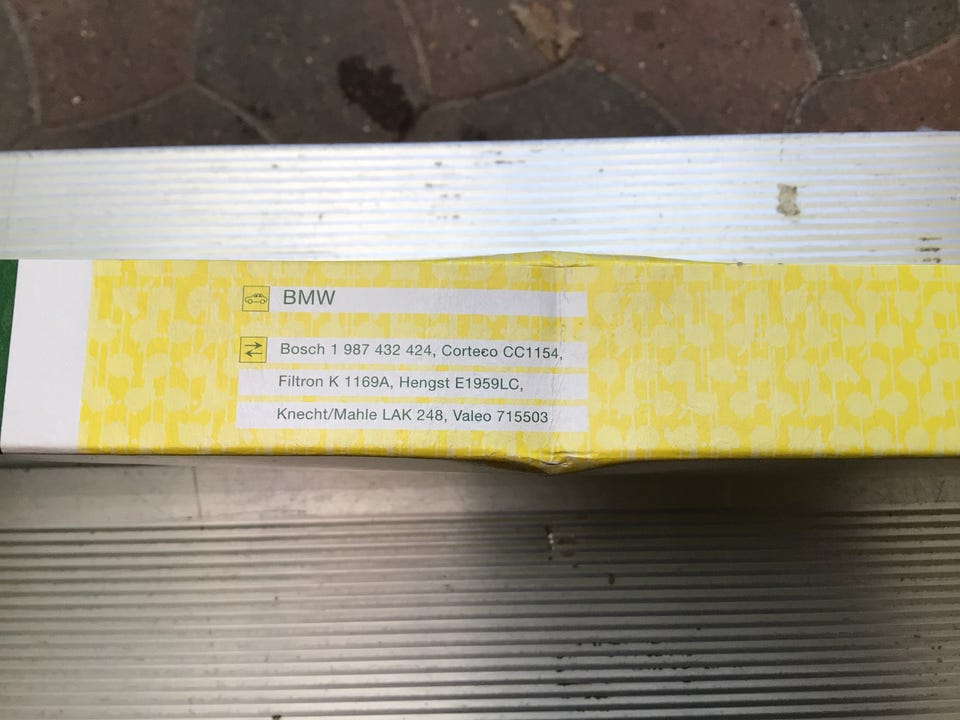 BMW
Bosch 1 987 432 424, Corteco CC1154,
Filtron K 1169A, Hengst E1959LC,
Knecht/Mahle LAK 248, Valeo 715503